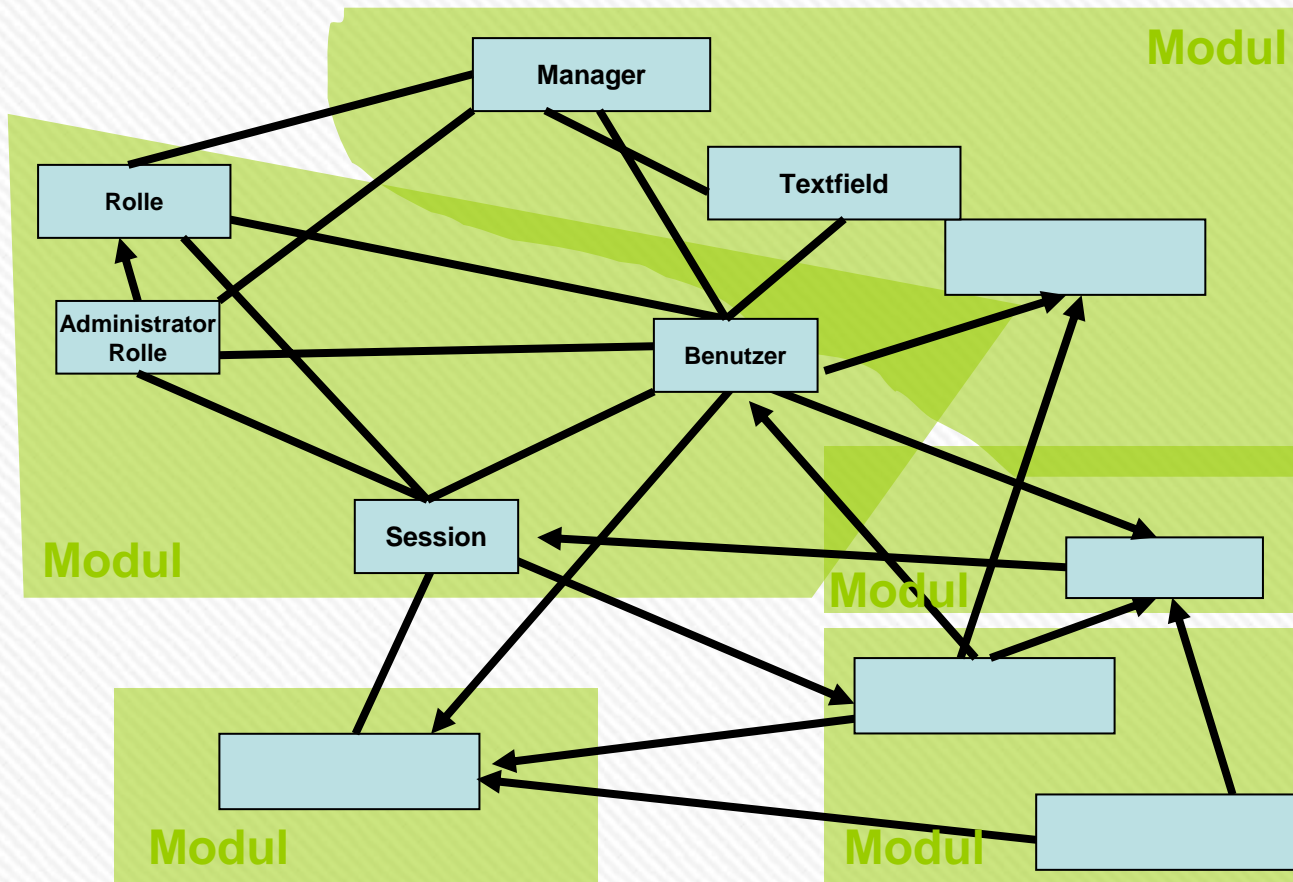 Modul
Manager
Textfield
Rolle
Administrator
Rolle
Benutzer
Session
Modul
Modul
Modul
Modul